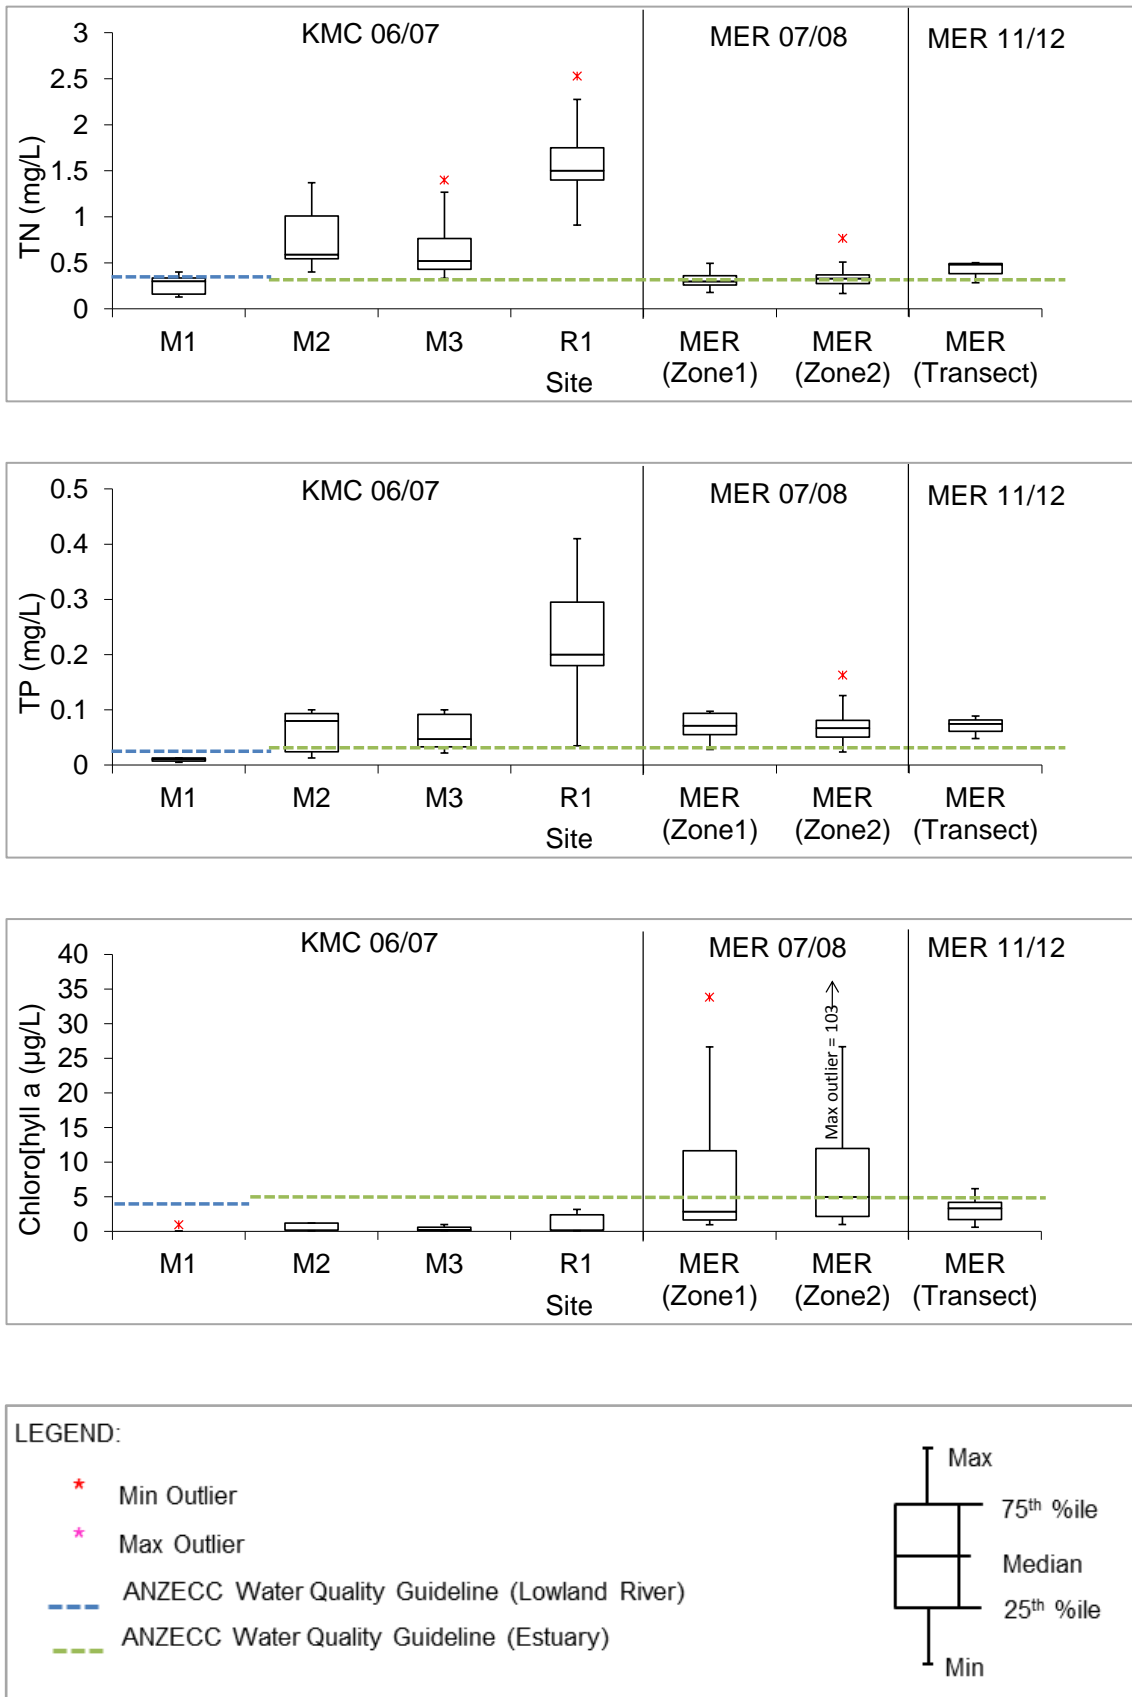 KMC 06/07 MER 07/08 MER 11/12
TN (mg/L)
3
2.5
2
1.5
1
0.5
0
M1 M2 M3 R1 MER (Zone1) MER (Zone2) MER (Transect)
Site
KMC 06/07 MER 07/08 MER 11/12
TP (mg/L)
0.5
0.4
0.3
0.2
0.1
0
M1 M2 M3 R1 MER (Zone1) MER (Zone2) MER (Transect)
Site
KMC 06/07 MER 07/08 MER 11/12
Chloro[hyll a (µg/L)
40
35
30
25
20
15
10
5
0
Max outlier = 103
M1 M2 M3 R1 MER (Zone1) MER (Zone2) MER (Transect)
Site
LEGEND:
Min Outlier
Max Outlier
ANZECC Water Quality Guideline (Lowland River)
ANZECC Water Quality Guideline (Estuary)
Max
75th %ile
Median
25th %ile
Min